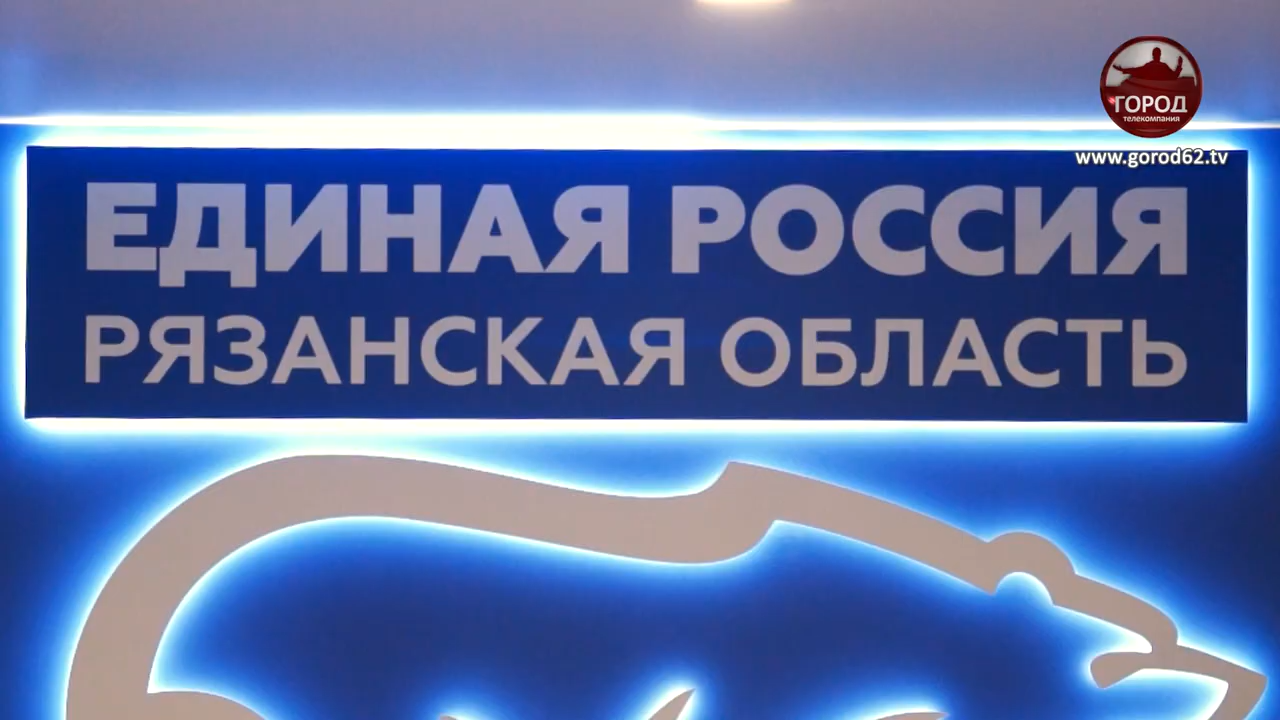 ГОРОД
телекомпания
www.gorod62.tv
ЕДИНАЯ РОССИЯ
РЯЗАНСКАЯ ОБЛАСТЬ